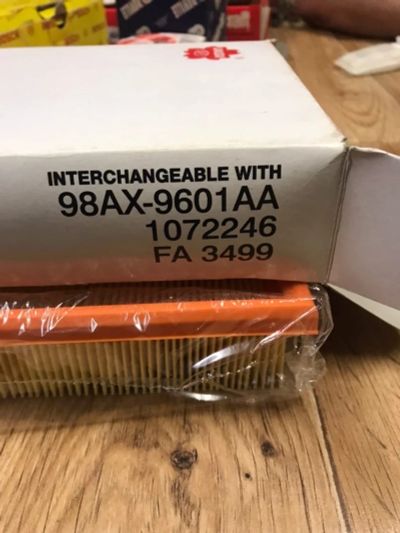 INTERCHANGEABLE WITH
98AX-9601AA
1072246
FA 3499